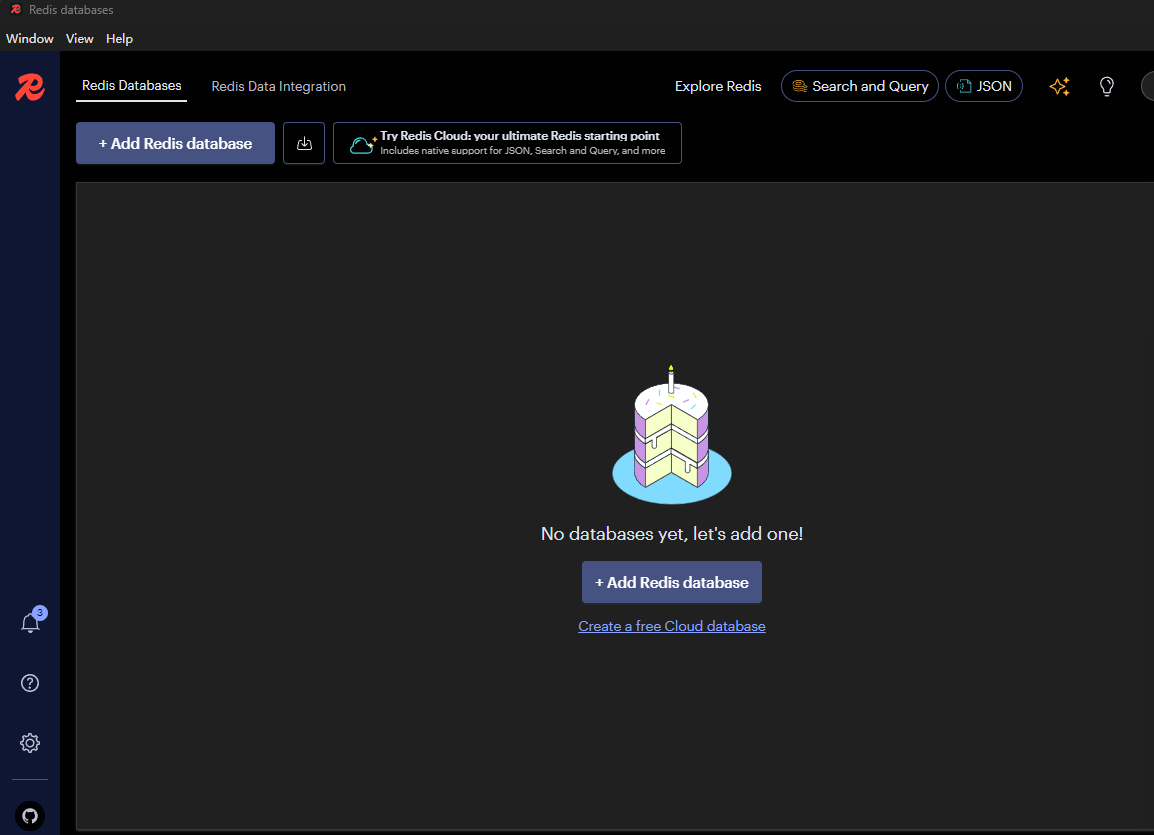 Redis databases
Window View Help
Redis Databases Redis Data Integration Explore Redis Search and Query JSON
+ Add Redis database
Try Redis Cloud: your ultimate Redis starting point
Includes native support for JSON, Search and Query, and more
No databases yet, let's add one!
+ Add Redis database
Create a free Cloud database
3